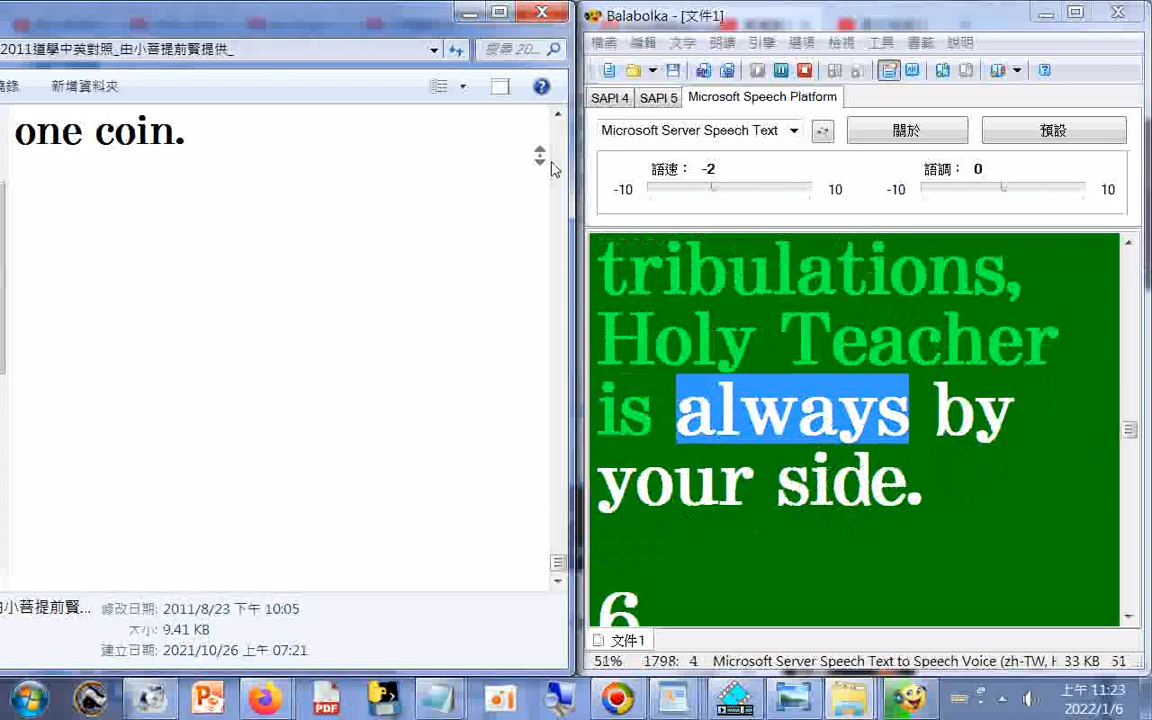 2011道學中英對照_由小菩提前賢提供_
搜尋 20...
新增資料夾
one coin.
由小菩提前賢...
修改日期: 2011/8/23 下午 10:05
大小: 9.41 KB
建立日期: 2021/10/26 上午 07:21
Balabolka - [文件1]
檔案 編輯 文字 朗讀 引擎 選項 檢視 工具 書籤 說明
SAPI 4 SAPI 5 Microsoft Speech Platform
Microsoft Server Speech Text
關於
預設
語速： -2
-10 10
語調： 0
-10 10
tribulations,
Holy Teacher
is always by
your side.
6
文件1
51% 1798: 4 Microsoft Server Speech Text to Speech Voice (zh-TW, H 33 KB 51
PDF
上午 11:23
2022/1/6